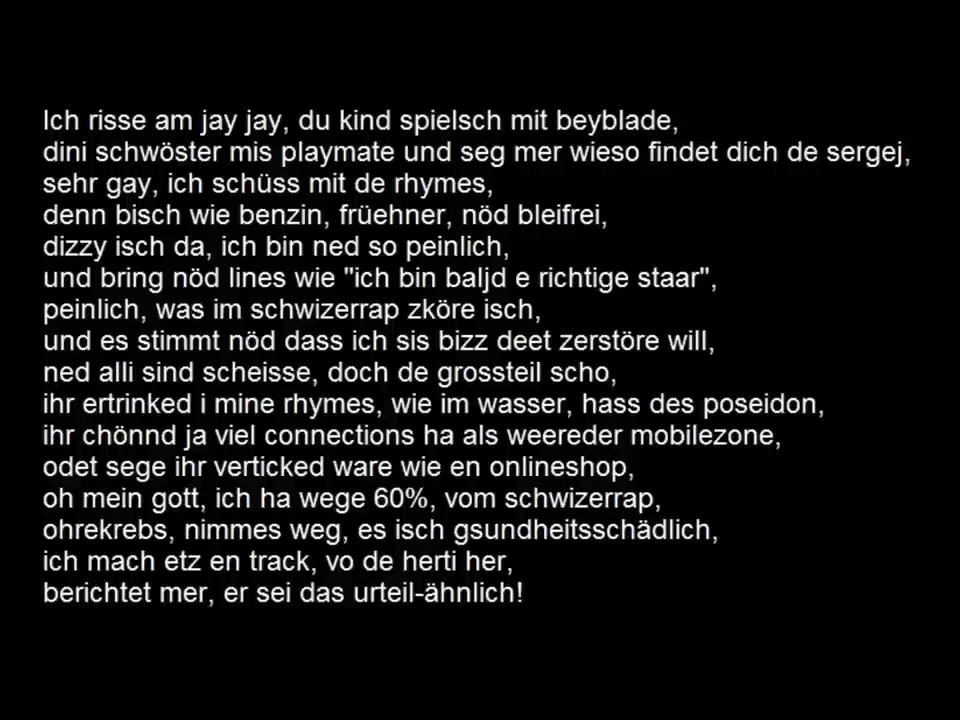 Ich risse am jay jay, du kind spielsch mit beyblade,
dini schwöster mis playmate und seg mer wieso findet dich de sergej,
sehr gay, ich schüss mit de rhymes,
denn bisch wie benzin, früehner, nöd bleifrei,
dizzy isch da, ich bin ned so peinlich,
und bring nöd lines wie "ich bin baljd e richtige staar",
peinlich, was im schwizerrap zköre isch,
und es stimmt nöd dass ich sis bizz deet zerstöre will,
ned alli sind scheisse, doch de grossteil scho,
ihr ertrinked i mine rhymes, wie im wasser, hass des poseidon,
ihr chönnd ja viel connections ha als weereder mobilezone,
odet sege ihr verticked ware wie en onlineshop,
oh mein gott, ich ha wege 60%, vom schwizerrap,
ohrekrebs, nimmes weg, es isch gsundheitsschädlich,
ich mach etz en track, vo de herti her,
berichtet mer, er sei das urteil-ähnlich!